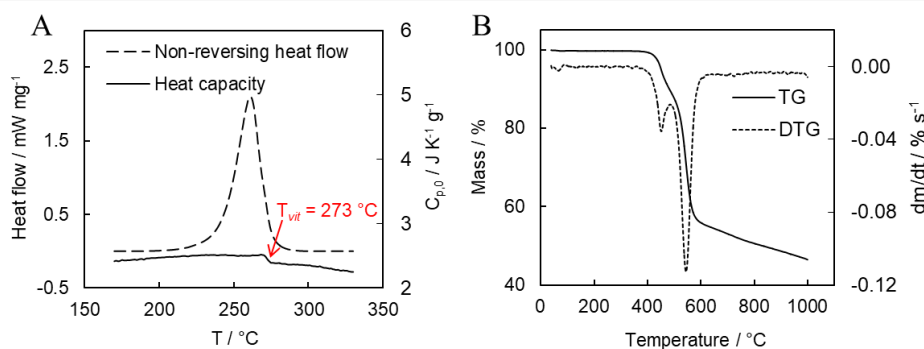 A
Non-reversing heat flow
Heat capacity
T_vit = 273 °C
2.5
1.5
0.5
-0.5
Heat flow / mW mg⁻¹
6
5
4
3
2
C_p,0 / J K⁻¹ g⁻¹
150
200
250
300
350
T / °C
B
TG
DTG
100
80
60
40
Mass / %
0.00
-0.04
-0.08
-0.12
dm/dt / % s⁻¹
0
200
400
600
800
1000
Temperature / °C